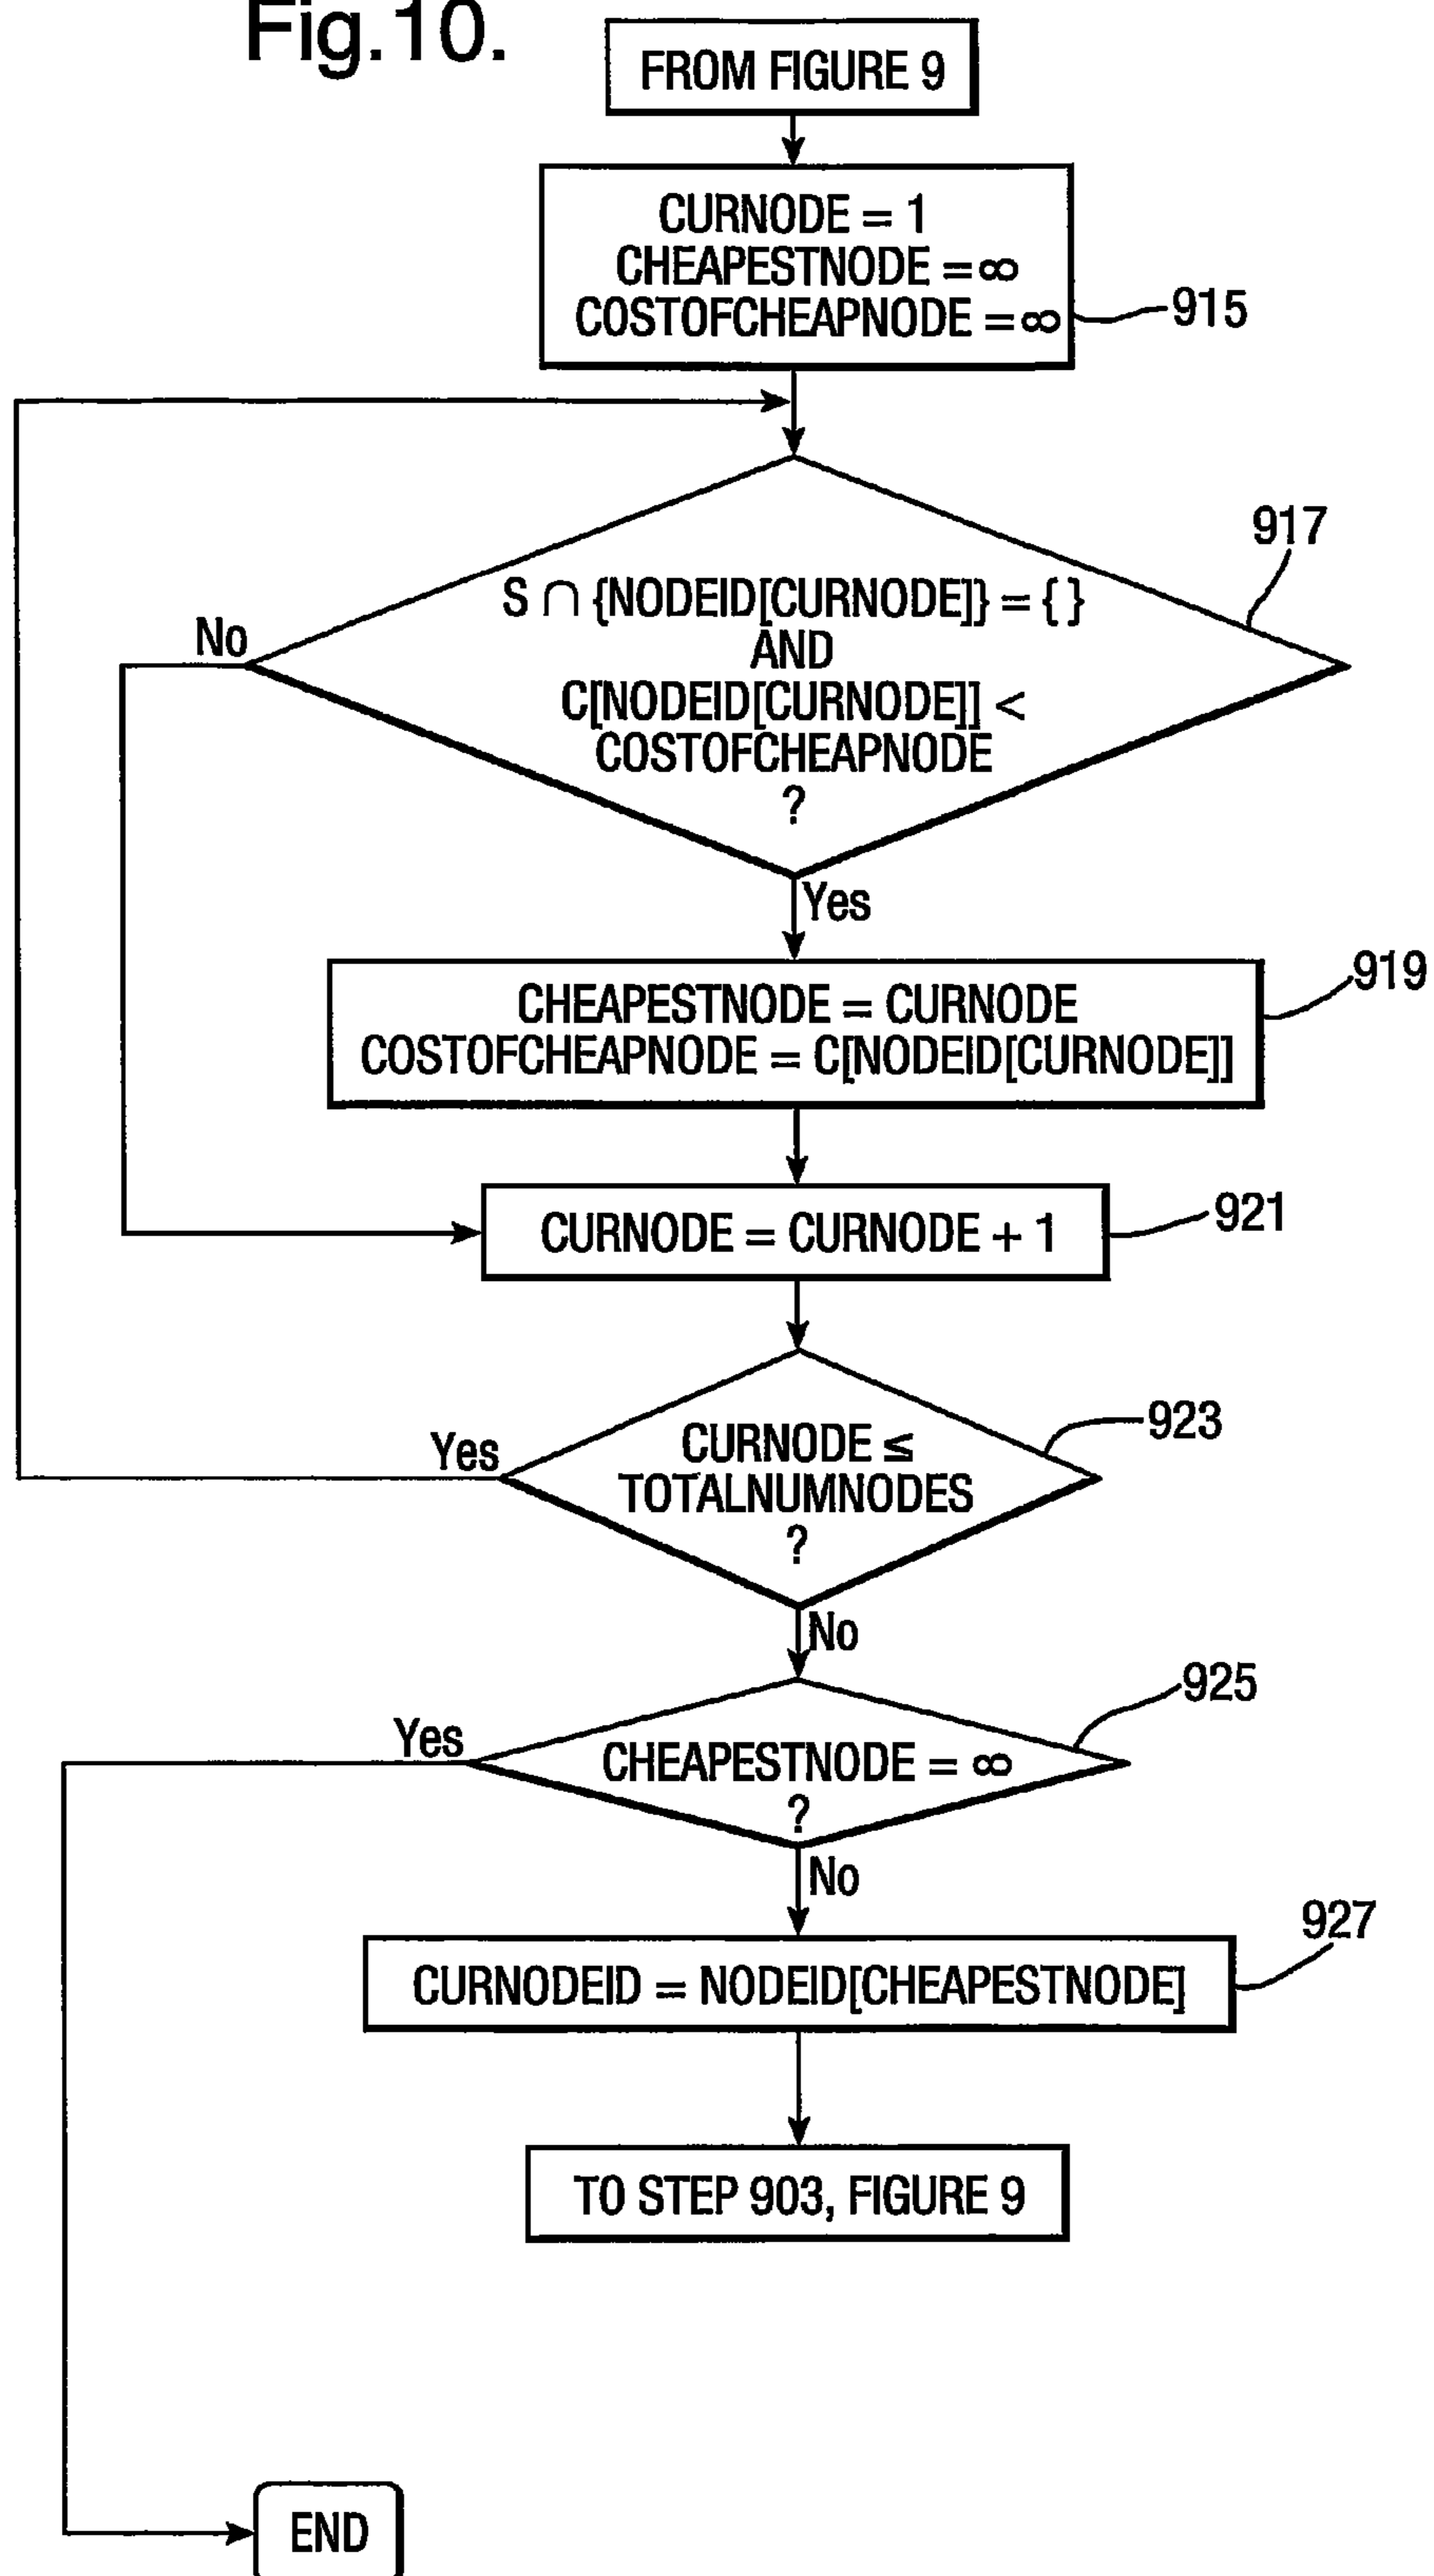 Fig.10.
FROM FIGURE 9
CURNODE = 1
CHEAPESTNODE = ∞
COSTOFCHEAPNODE = ∞
915
917
S ∩ {NODEID[CURNODE]} = { }
AND
C[NODEID[CURNODE]] <
COSTOFCHEAPNODE
?
No
Yes
919
CHEAPESTNODE = CURNODE
COSTOFCHEAPNODE = C[NODEID[CURNODE]]
CURNODE = CURNODE + 1
921
923
CURNODE ≤
TOTALNUMNODES
?
Yes
No
925
Yes
CHEAPESTNODE = ∞
?
No
927
CURNODEID = NODEID[CHEAPESTNODE]
TO STEP 903, FIGURE 9
END